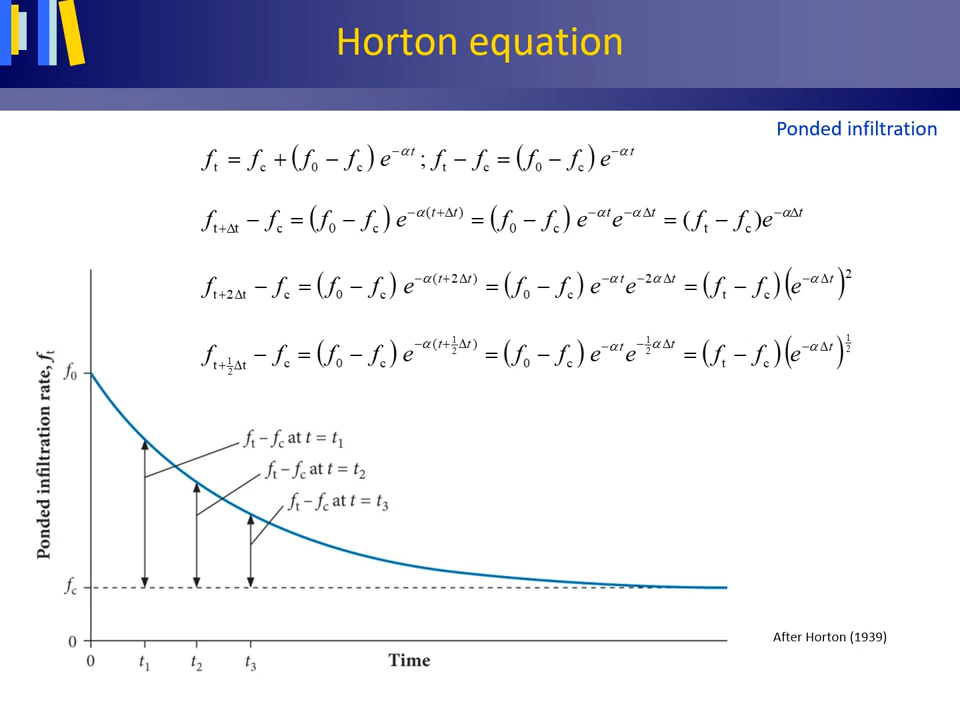 Horton equation
Ponded infiltration
f_t = f_c + (f_0 − f_c) e^{−αt} ; f_t − f_c = (f_0 − f_c) e^{−αt}
f_{t+Δt} − f_c = (f_0 − f_c) e^{−α(t+Δt)} = (f_0 − f_c) e^{−αt} e^{−αΔt} = (f_t − f_c) e^{−αΔt}
f_{t+2Δt} − f_c = (f_0 − f_c) e^{−α(t+2Δt)} = (f_0 − f_c) e^{−αt} e^{−2αΔt} = (f_t − f_c) (e^{−αΔt})^2
f_{t+½Δt} − f_c = (f_0 − f_c) e^{−α(t+½Δt)} = (f_0 − f_c) e^{−αt} e^{−½αΔt} = (f_t − f_c) (e^{−αΔt})^{½}
Ponded infiltration rate, f_t
f_0
f_t – f_c at t = t_1
f_t – f_c at t = t_2
f_t – f_c at t = t_3
f_c
0
0 t_1 t_2 t_3 Time
After Horton (1939)